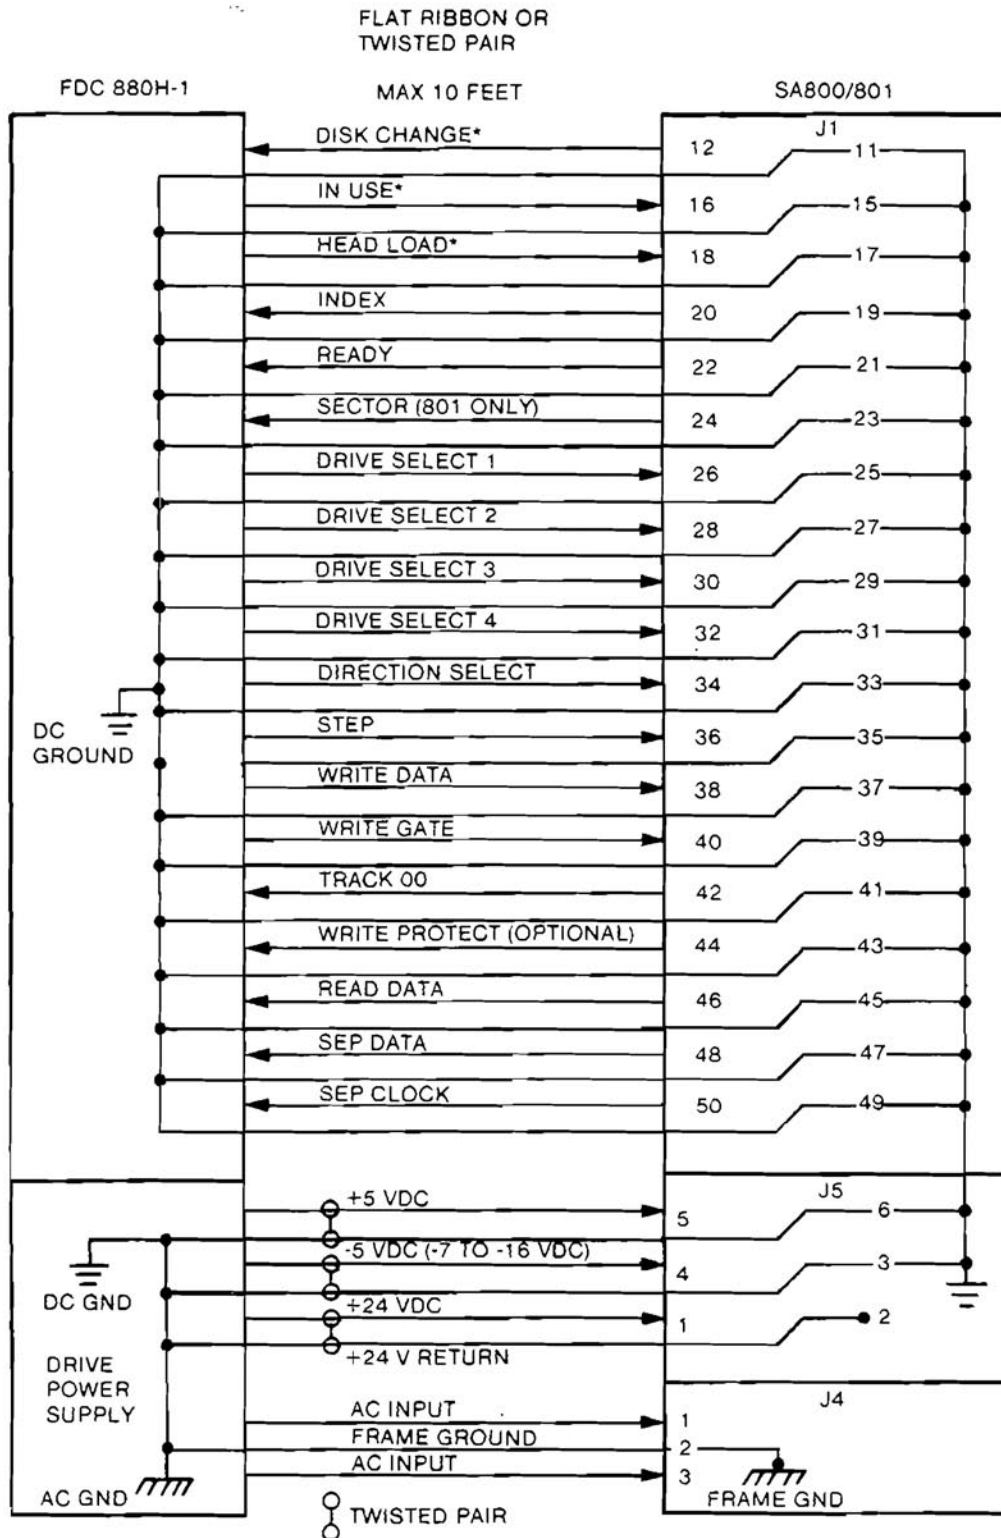 FLAT RIBBON OR
TWISTED PAIR
FDC 880H-1
MAX 10 FEET
SA800/801
J1
DISK CHANGE*
12
11
IN USE*
16
15
HEAD LOAD*
18
17
INDEX
20
19
READY
22
21
SECTOR (801 ONLY)
24
23
DRIVE SELECT 1
26
25
DRIVE SELECT 2
28
27
DRIVE SELECT 3
30
29
DRIVE SELECT 4
32
31
DIRECTION SELECT
34
33
DC
GROUND
STEP
36
35
WRITE DATA
38
37
WRITE GATE
40
39
TRACK 00
42
41
WRITE PROTECT (OPTIONAL)
44
43
READ DATA
46
45
SEP DATA
48
47
SEP CLOCK
50
49
J5
+5 VDC
5
6
-5 VDC (-7 TO -16 VDC)
4
3
DC GND
+24 VDC
1
2
+24 V RETURN
DRIVE
POWER
SUPPLY
J4
AC INPUT
1
FRAME GROUND
2
AC INPUT
3
AC GND
FRAME GND
TWISTED PAIR